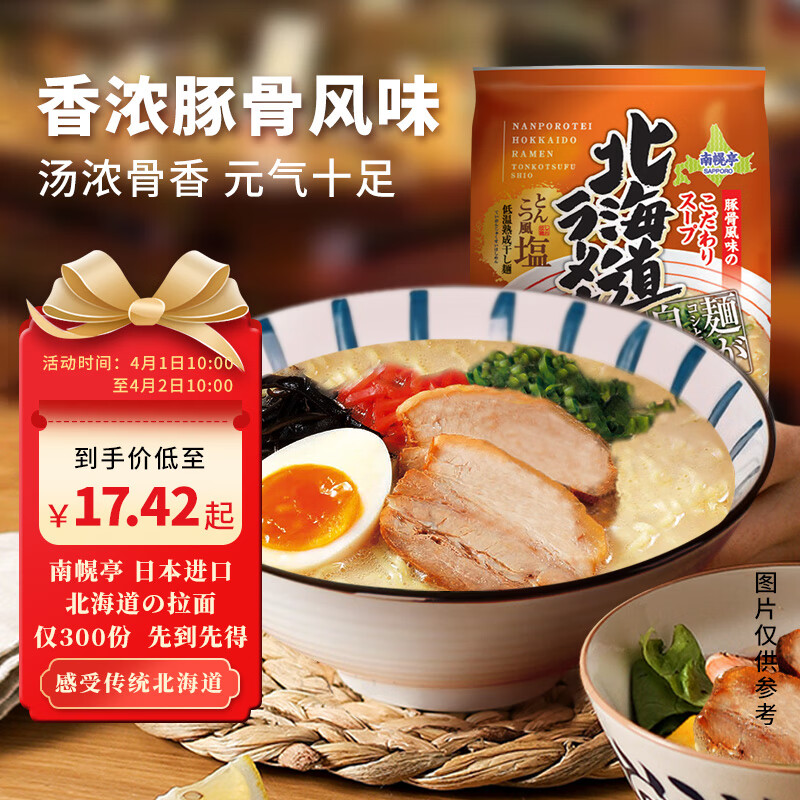 香浓豚骨风味
汤浓骨香 元气十足
NANPOROTEI
HOKKAIDO
RAMEN
TONKOTSUFU
SHIO
南幌亭
SAPPORO
北海道
ラーメン
とんこつ風
塩
低温熟成干し麺
豚骨風味の
こだわり
スープ
麺が
活动时间：4月1日10:00
至4月2日10:00
到手价低至
¥17.42起
南幌亭 日本进口
北海道の拉面
仅300份 先到先得
感受传统北海道
图片仅供参考